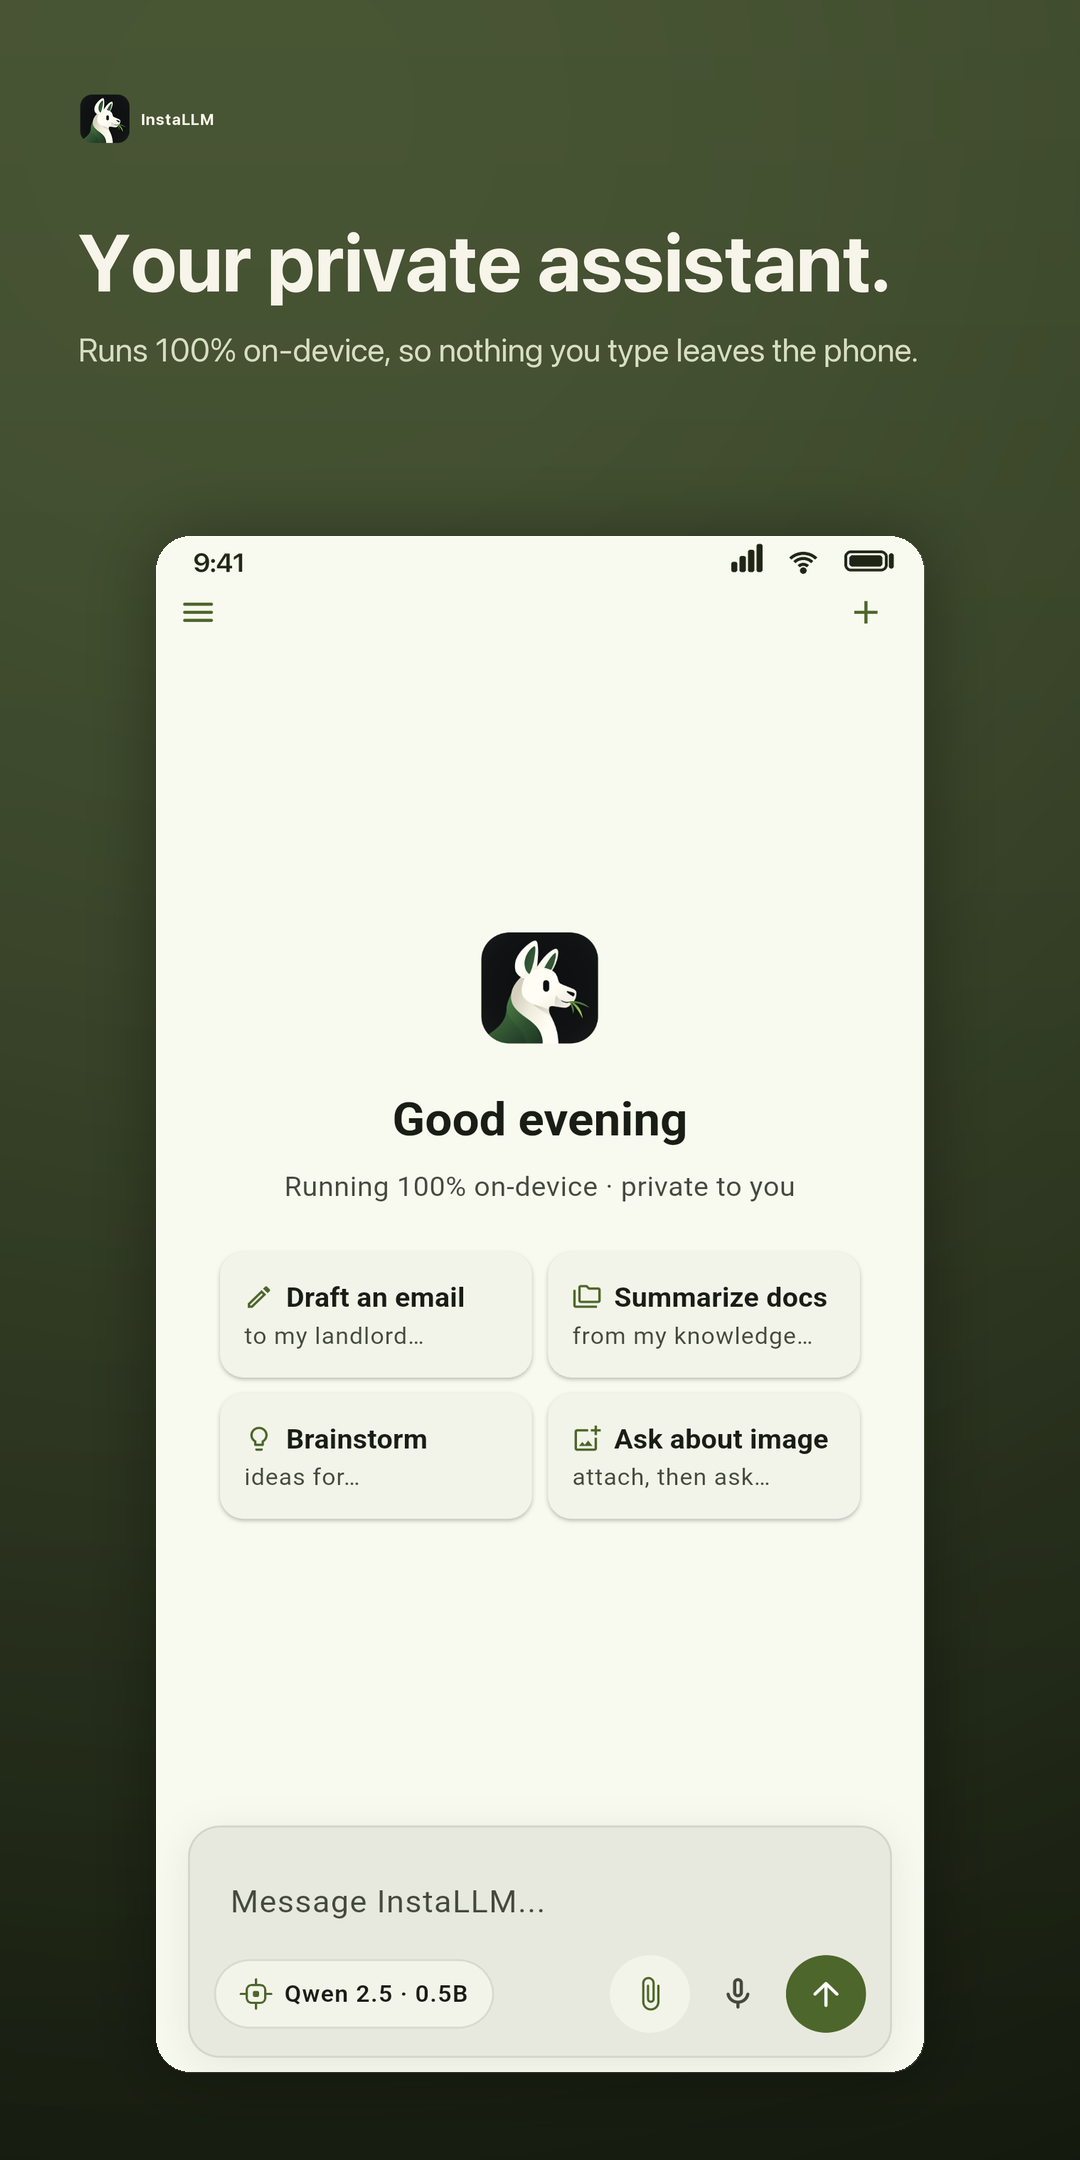 InstaLLM
Your private assistant.
Runs 100% on-device, so nothing you type leaves the phone.
9:41
Good evening
Running 100% on-device · private to you
Draft an email
to my landlord…
Summarize docs
from my knowledge…
Brainstorm
ideas for…
Ask about image
attach, then ask…
Message InstaLLM...
Qwen 2.5 · 0.5B